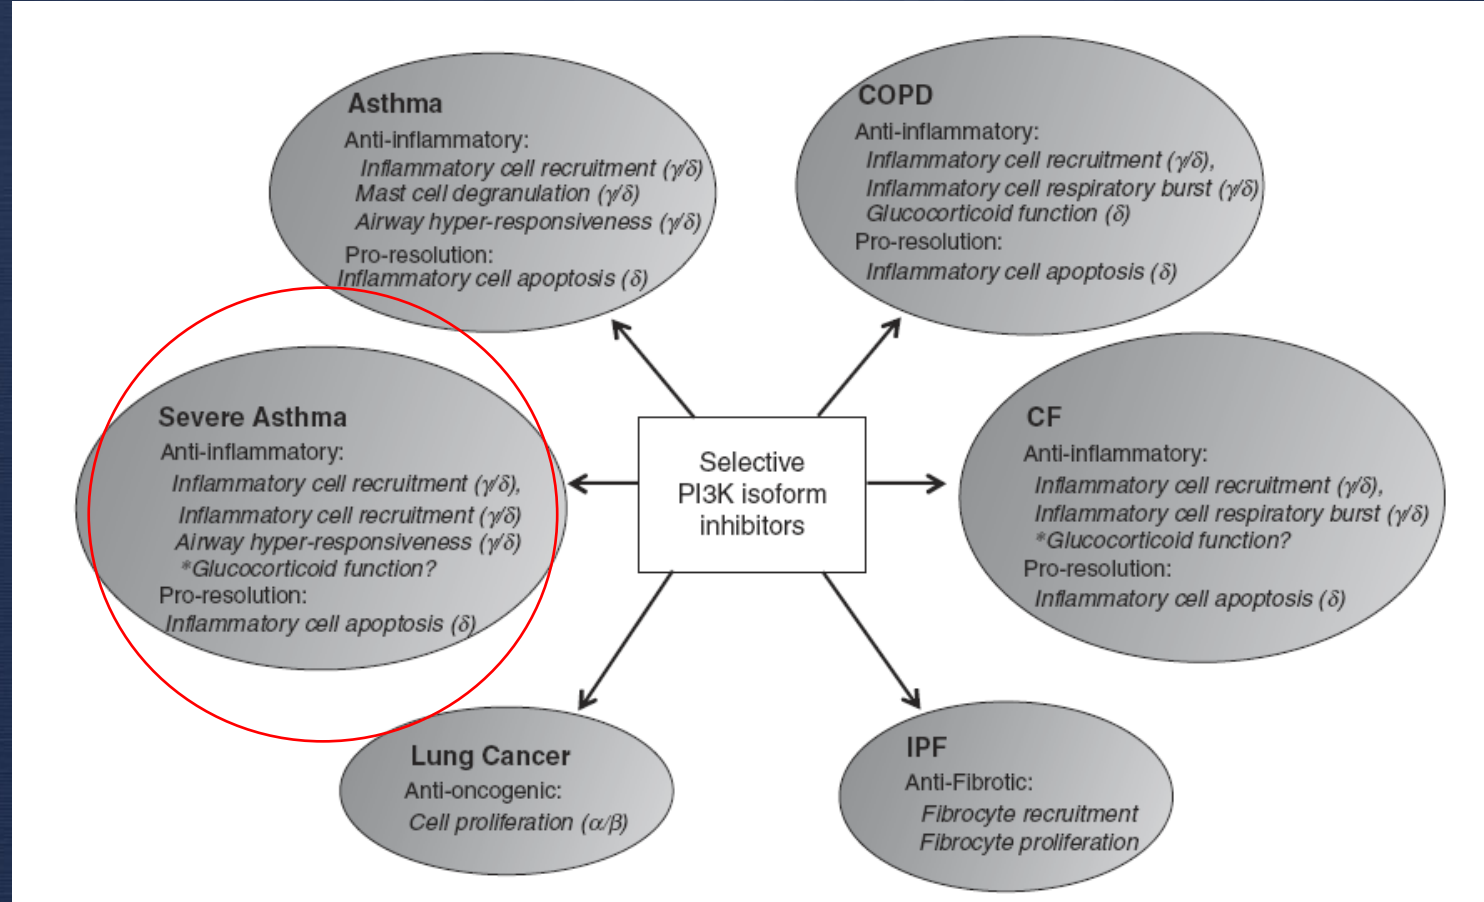 Asthma
Anti-inflammatory:
Inflammatory cell recruitment (γ/δ)
Mast cell degranulation (γ/δ)
Airway hyper-responsiveness (γ/δ)
Pro-resolution:
Inflammatory cell apoptosis (δ)
COPD
Anti-inflammatory:
Inflammatory cell recruitment (γ/δ),
Inflammatory cell respiratory burst (γ/δ)
Glucocorticoid function (δ)
Pro-resolution:
Inflammatory cell apoptosis (δ)
Severe Asthma
Anti-inflammatory:
Inflammatory cell recruitment (γ/δ),
Inflammatory cell recruitment (γ/δ)
Airway hyper-responsiveness (γ/δ)
*Glucocorticoid function?
Pro-resolution:
Inflammatory cell apoptosis (δ)
Selective
PI3K isoform
inhibitors
CF
Anti-inflammatory:
Inflammatory cell recruitment (γ/δ),
Inflammatory cell respiratory burst (γ/δ)
*Glucocorticoid function?
Pro-resolution:
Inflammatory cell apoptosis (δ)
Lung Cancer
Anti-oncogenic:
Cell proliferation (α/β)
IPF
Anti-Fibrotic:
Fibrocyte recruitment
Fibrocyte proliferation